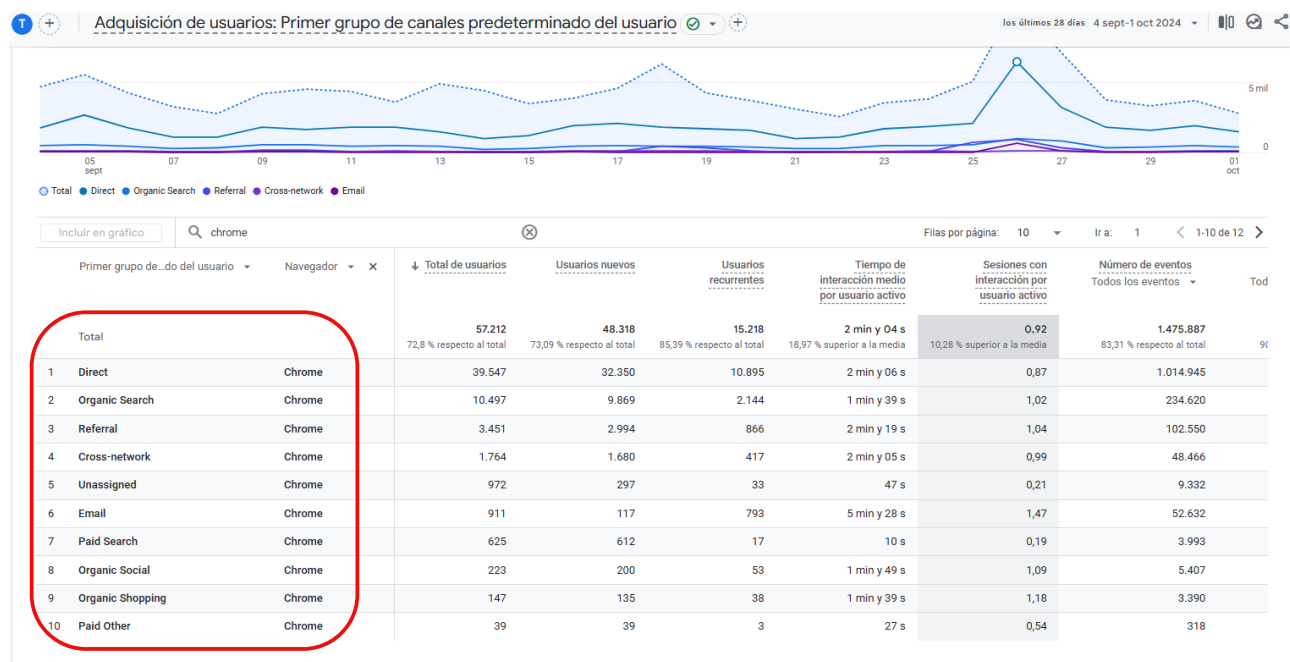 T
Adquisición de usuarios: Primer grupo de canales predeterminado del usuario
los últimos 28 días 4 sept-1 oct 2024
5 mil
0
05 sept 07 09 11 13 15 17 19 21 23 25 27 29 01 oct
Total Direct Organic Search Referral Cross-network Email
Incluir en gráfico chrome Filas por página: 10 Ir a: 1 1-10 de 12
Primer grupo de...do del usuario Navegador Total de usuarios Usuarios nuevos Usuarios recurrentes Tiempo de interacción medio por usuario activo Sesiones con interacción por usuario activo Número de eventos Todos los eventos Tod
Total 57.212 48.318 15.218 2 min y 04 s 0,92 1.475.887
72,8 % respecto al total 73,09 % respecto al total 85,39 % respecto al total 18,97 % superior a la media 10,28 % superior a la media 83,31 % respecto al total 90
1 Direct Chrome 39.547 32.350 10.895 2 min y 06 s 0,87 1.014.945
2 Organic Search Chrome 10.497 9.869 2.144 1 min y 39 s 1,02 234.620
3 Referral Chrome 3.451 2.994 866 2 min y 19 s 1,04 102.550
4 Cross-network Chrome 1.764 1.680 417 2 min y 05 s 0,99 48.466
5 Unassigned Chrome 972 297 33 47 s 0,21 9.332
6 Email Chrome 911 117 793 5 min y 28 s 1,47 52.632
7 Paid Search Chrome 625 612 17 10 s 0,19 3.993
8 Organic Social Chrome 223 200 53 1 min y 49 s 1,09 5.407
9 Organic Shopping Chrome 147 135 38 1 min y 39 s 1,18 3.390
10 Paid Other Chrome 39 39 3 27 s 0,54 318